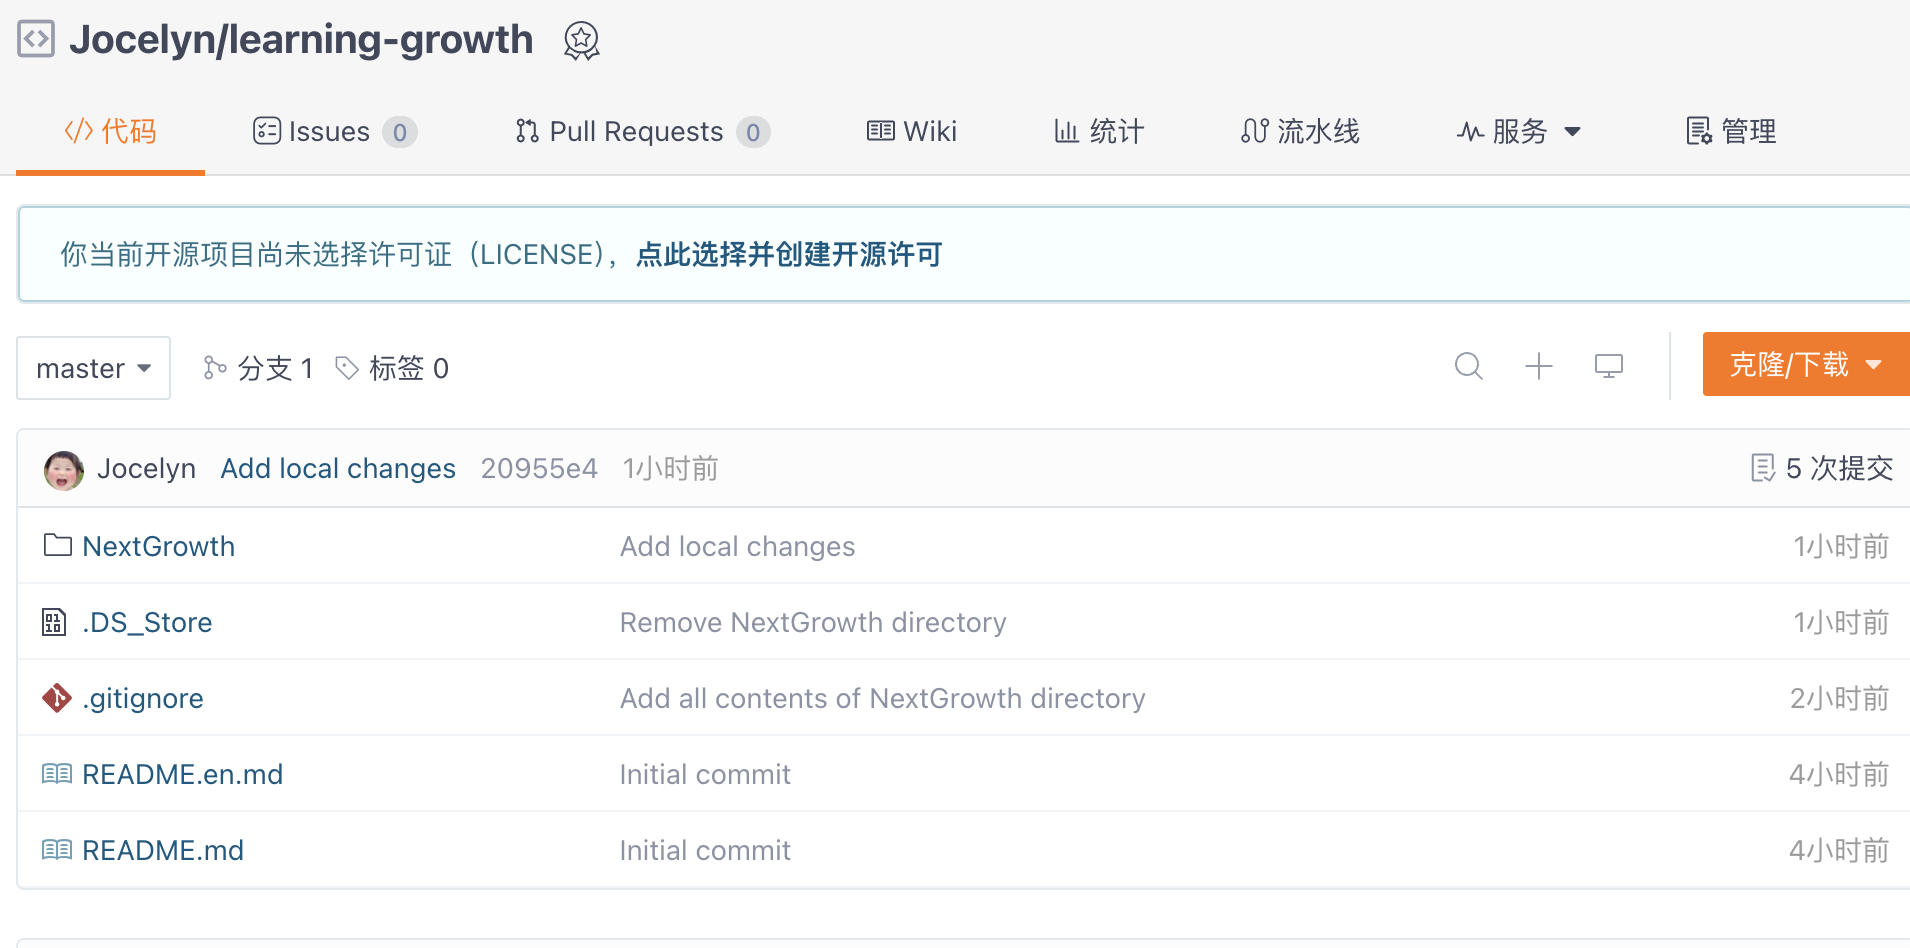 Jocelyn/learning-growth
代码 Issues 0 Pull Requests 0 Wiki 统计 流水线 服务 管理
你当前开源项目尚未选择许可证（LICENSE），点此选择并创建开源许可
master 分支 1 标签 0 克隆/下载
Jocelyn Add local changes 20955e4 1小时前 5 次提交
NextGrowth Add local changes 1小时前
.DS_Store Remove NextGrowth directory 1小时前
.gitignore Add all contents of NextGrowth directory 2小时前
README.en.md Initial commit 4小时前
README.md Initial commit 4小时前